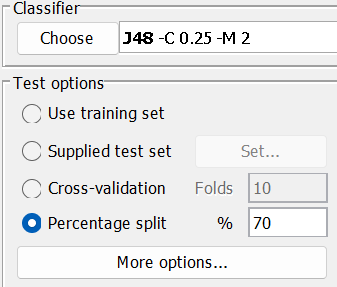 Classifier
Choose J48 -C 0.25 -M 2
Test options
Use training set
Supplied test set Set...
Cross-validation Folds 10
Percentage split % 70
More options...